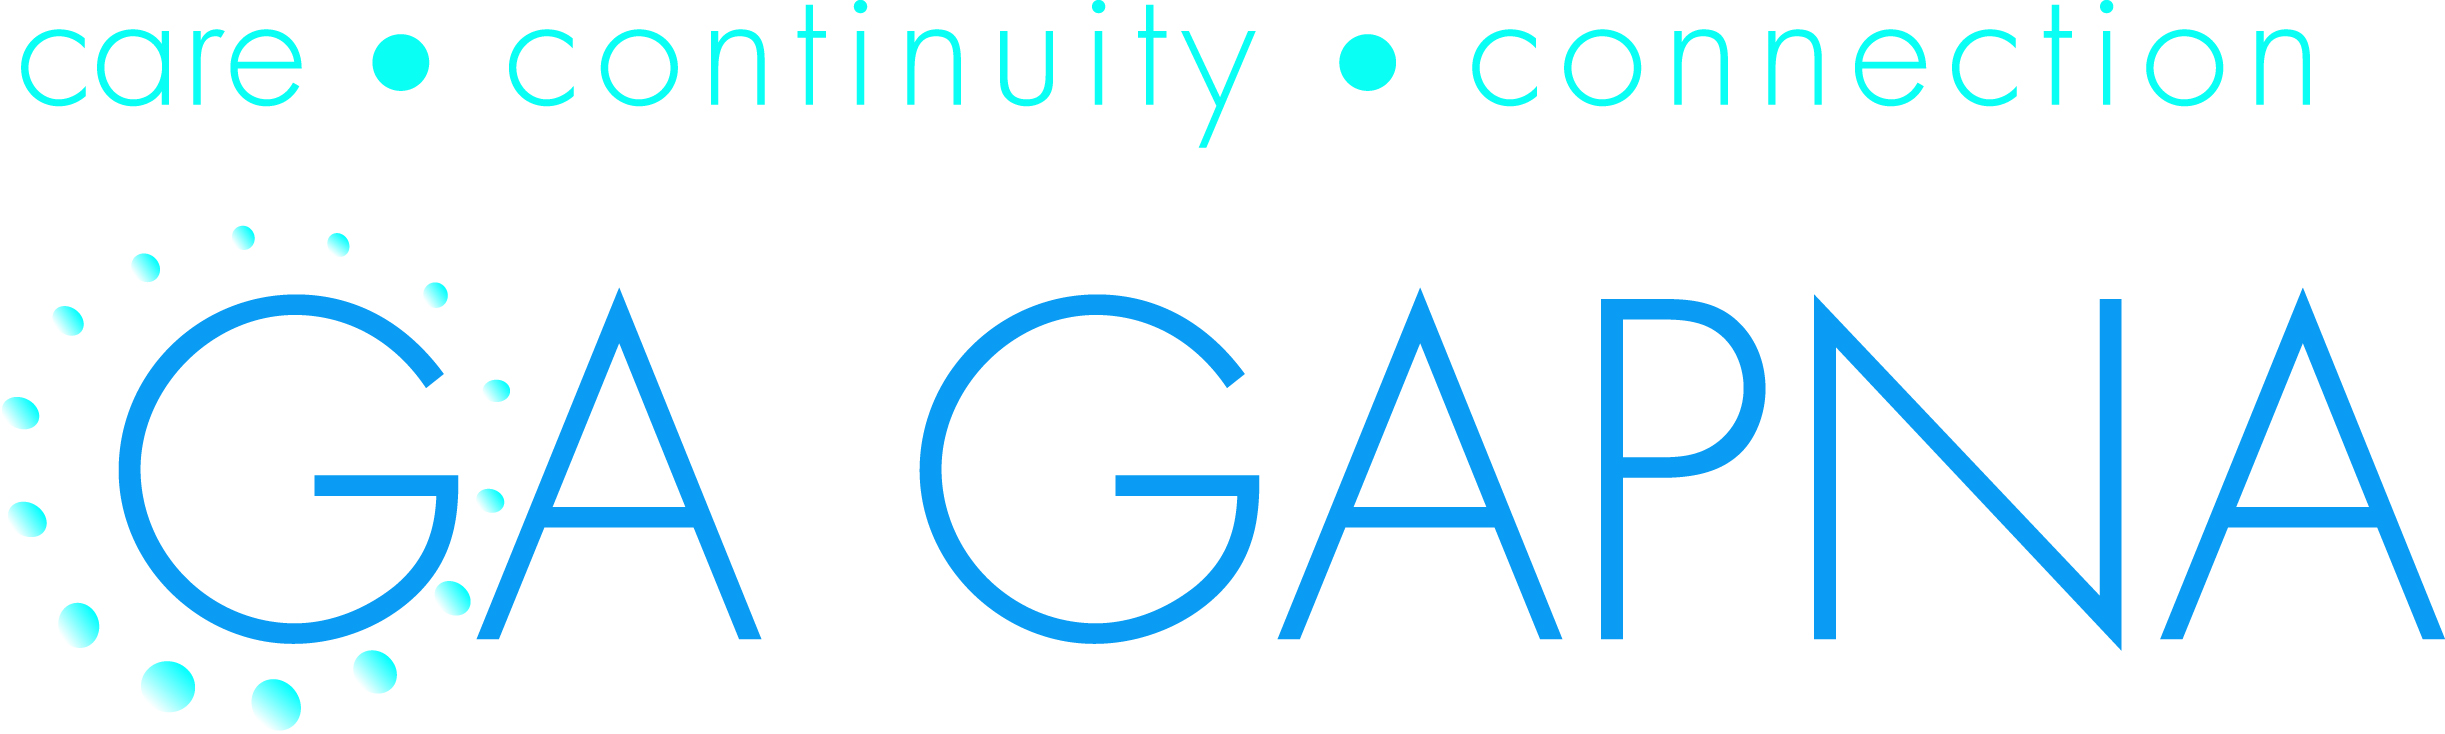 care • continuity • connection
GA GAPNA